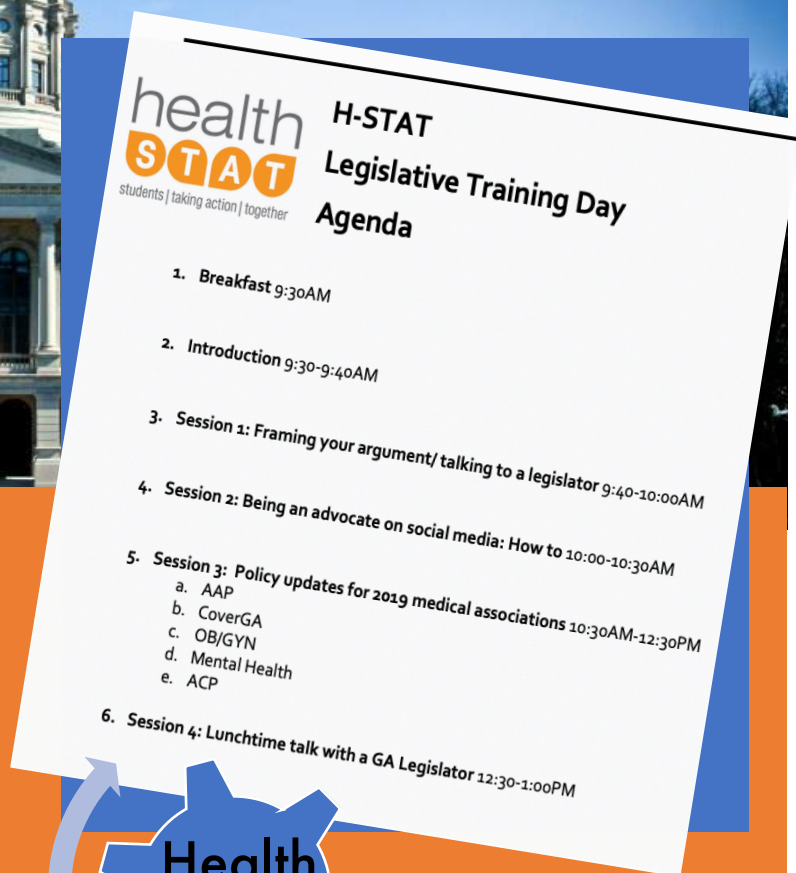 health
STAT
students | taking action | together
H-STAT
Legislative Training Day
Agenda
1. Breakfast 9:30AM
2. Introduction 9:30-9:40AM
3. Session 1: Framing your argument/ talking to a legislator 9:40-10:00AM
4. Session 2: Being an advocate on social media: How to 10:00-10:30AM
5. Session 3: Policy updates for 2019 medical associations 10:30AM-12:30PM
a. AAP
b. CoverGA
c. OB/GYN
d. Mental Health
e. ACP
6. Session 4: Lunchtime talk with a GA Legislator 12:30-1:00PM
Health